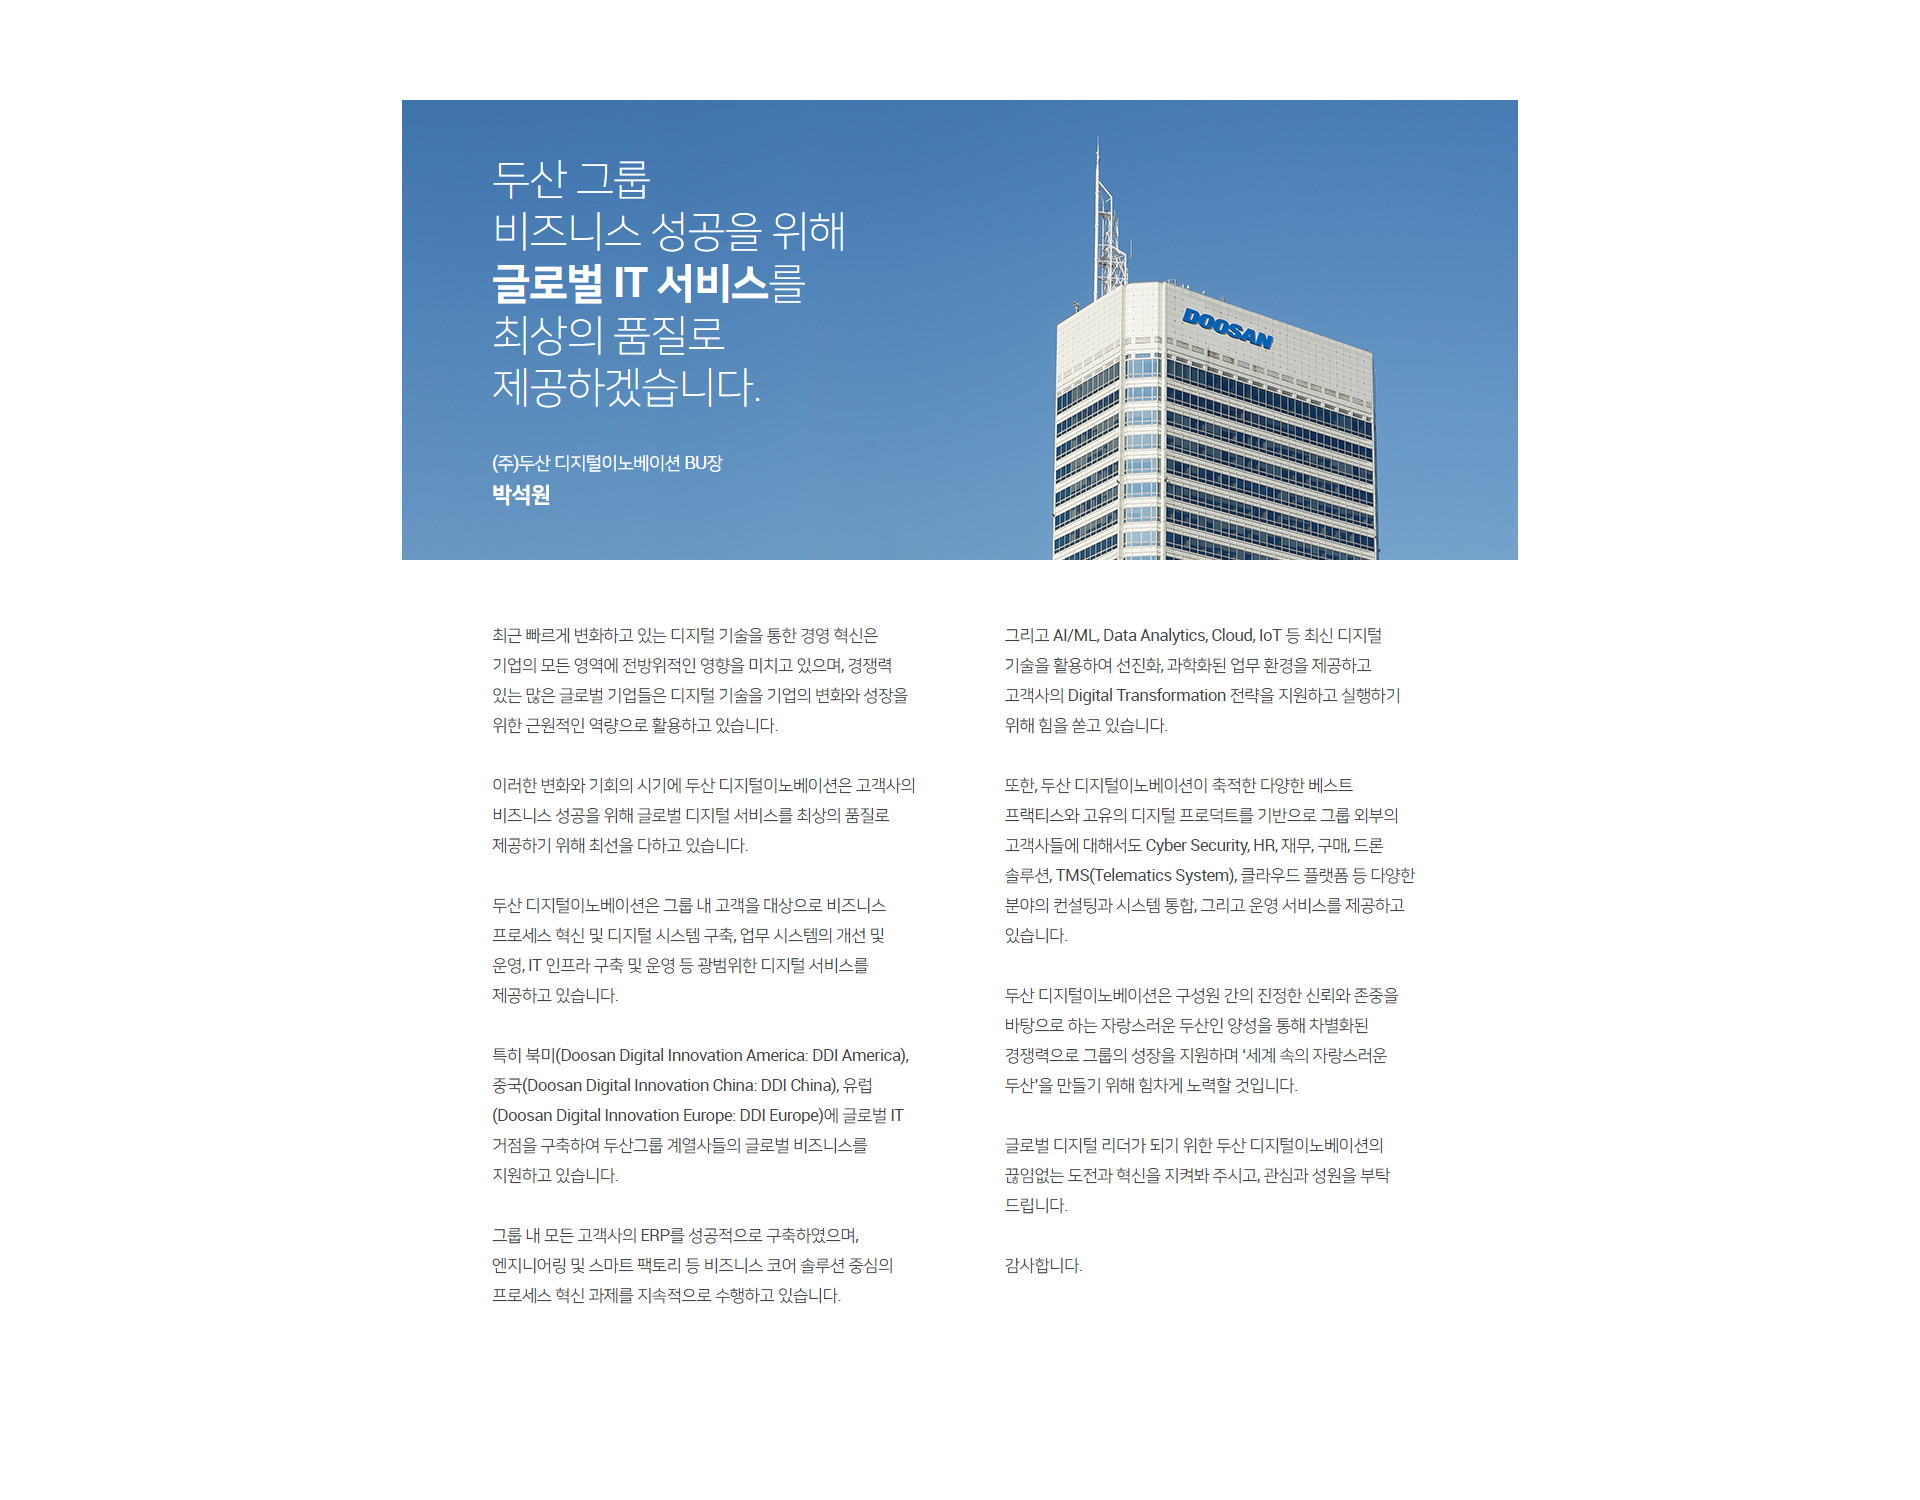 두산 그룹
비즈니스 성공을 위해
글로벌 IT 서비스를
최상의 품질로
제공하겠습니다.
(주)두산 디지털이노베이션 BU장
박석원
DOOSAN
최근 빠르게 변화하고 있는 디지털 기술을 통한 경영 혁신은
기업의 모든 영역에 전방위적인 영향을 미치고 있으며, 경쟁력
있는 많은 글로벌 기업들은 디지털 기술을 기업의 변화와 성장을
위한 근원적인 역량으로 활용하고 있습니다.
이러한 변화와 기회의 시기에 두산 디지털이노베이션은 고객사의
비즈니스 성공을 위해 글로벌 디지털 서비스를 최상의 품질로
제공하기 위해 최선을 다하고 있습니다.
두산 디지털이노베이션은 그룹 내 고객을 대상으로 비즈니스
프로세스 혁신 및 디지털 시스템 구축, 업무 시스템의 개선 및
운영, IT 인프라 구축 및 운영 등 광범위한 디지털 서비스를
제공하고 있습니다.
특히 북미(Doosan Digital Innovation America: DDI America),
중국(Doosan Digital Innovation China: DDI China), 유럽
(Doosan Digital Innovation Europe: DDI Europe)에 글로벌 IT
거점을 구축하여 두산그룹 계열사들의 글로벌 비즈니스를
지원하고 있습니다.
그룹 내 모든 고객사의 ERP를 성공적으로 구축하였으며,
엔지니어링 및 스마트 팩토리 등 비즈니스 코어 솔루션 중심의
프로세스 혁신 과제를 지속적으로 수행하고 있습니다.
그리고 AI/ML, Data Analytics, Cloud, IoT 등 최신 디지털
기술을 활용하여 선진화, 과학화된 업무 환경을 제공하고
고객사의 Digital Transformation 전략을 지원하고 실행하기
위해 힘을 쏟고 있습니다.
또한, 두산 디지털이노베이션이 축적한 다양한 베스트
프랙티스와 고유의 디지털 프로덕트를 기반으로 그룹 외부의
고객사들에 대해서도 Cyber Security, HR, 재무, 구매, 드론
솔루션, TMS(Telematics System), 클라우드 플랫폼 등 다양한
분야의 컨설팅과 시스템 통합, 그리고 운영 서비스를 제공하고
있습니다.
두산 디지털이노베이션은 구성원 간의 진정한 신뢰와 존중을
바탕으로 하는 자랑스러운 두산인 양성을 통해 차별화된
경쟁력으로 그룹의 성장을 지원하며 '세계 속의 자랑스러운
두산'을 만들기 위해 힘차게 노력할 것입니다.
글로벌 디지털 리더가 되기 위한 두산 디지털이노베이션의
끊임없는 도전과 혁신을 지켜봐 주시고, 관심과 성원을 부탁
드립니다.
감사합니다.